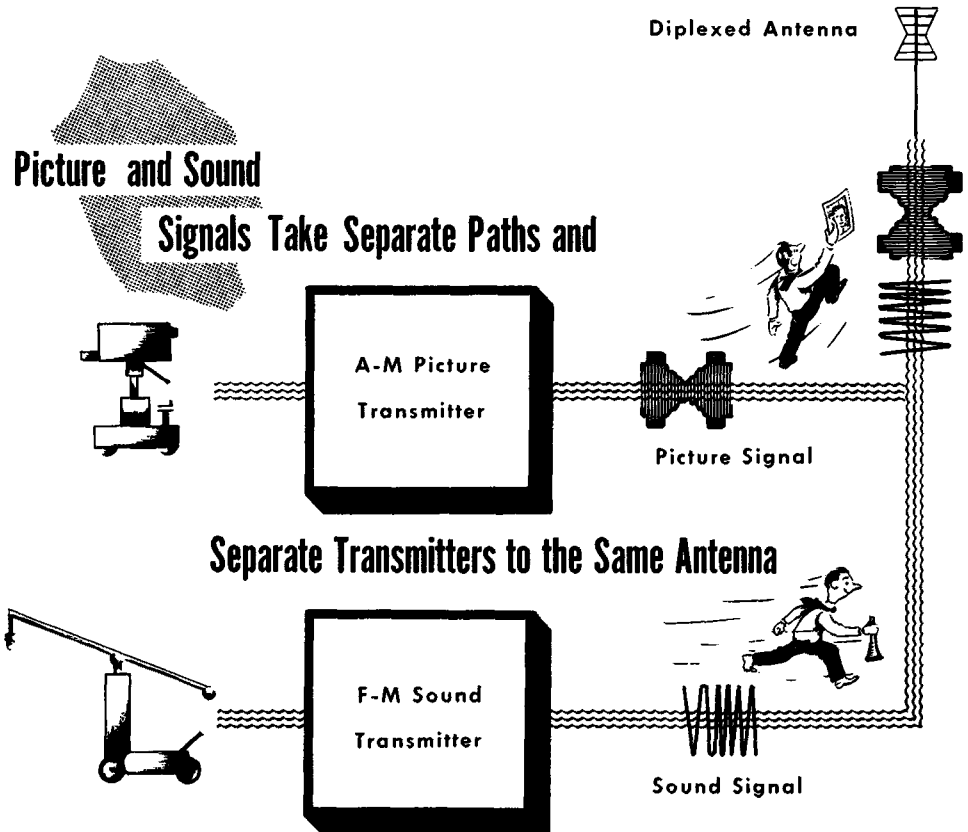 Diplexed Antenna
Picture and Sound
Signals Take Separate Paths and
A-M Picture
Transmitter
Picture Signal
Separate Transmitters to the Same Antenna
F-M Sound
Transmitter
Sound Signal